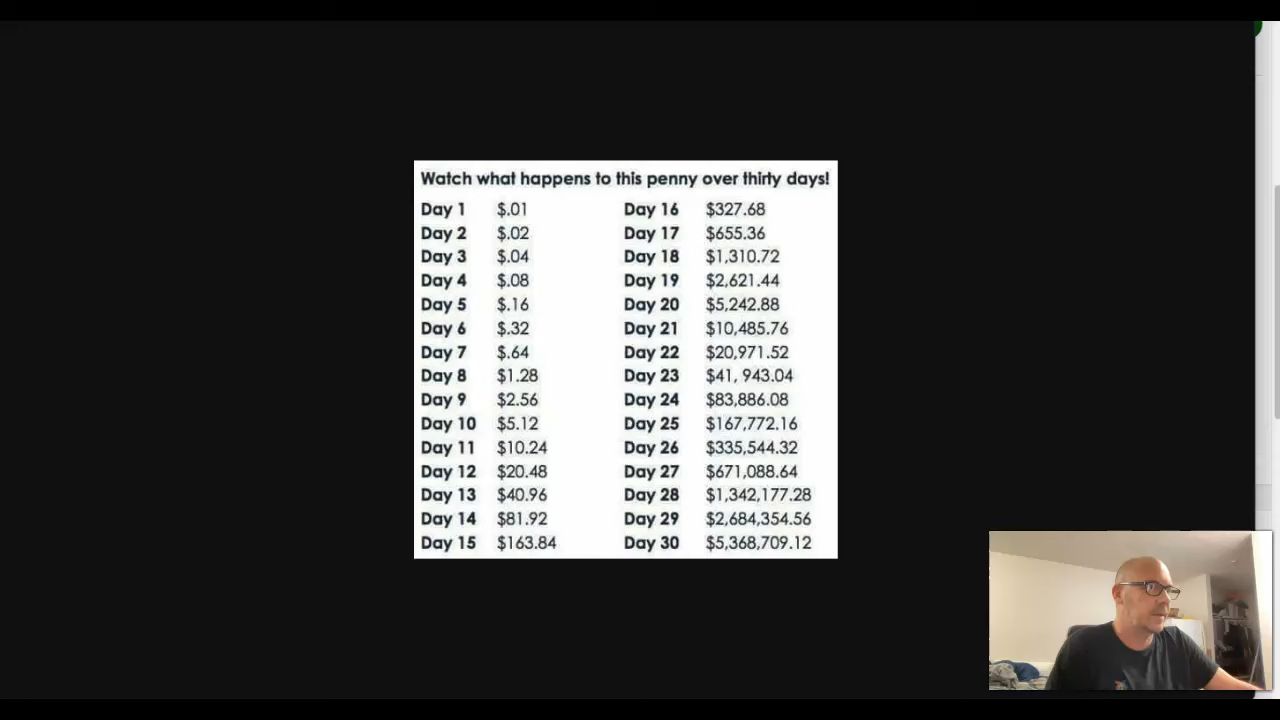 Watch what happens to this penny over thirty days!
Day 1 $.01
Day 2 $.02
Day 3 $.04
Day 4 $.08
Day 5 $.16
Day 6 $.32
Day 7 $.64
Day 8 $1.28
Day 9 $2.56
Day 10 $5.12
Day 11 $10.24
Day 12 $20.48
Day 13 $40.96
Day 14 $81.92
Day 15 $163.84
Day 16 $327.68
Day 17 $655.36
Day 18 $1,310.72
Day 19 $2,621.44
Day 20 $5,242.88
Day 21 $10,485.76
Day 22 $20,971.52
Day 23 $41, 943.04
Day 24 $83,886.08
Day 25 $167,772.16
Day 26 $335,544.32
Day 27 $671,088.64
Day 28 $1,342,177.28
Day 29 $2,684,354.56
Day 30 $5,368,709.12